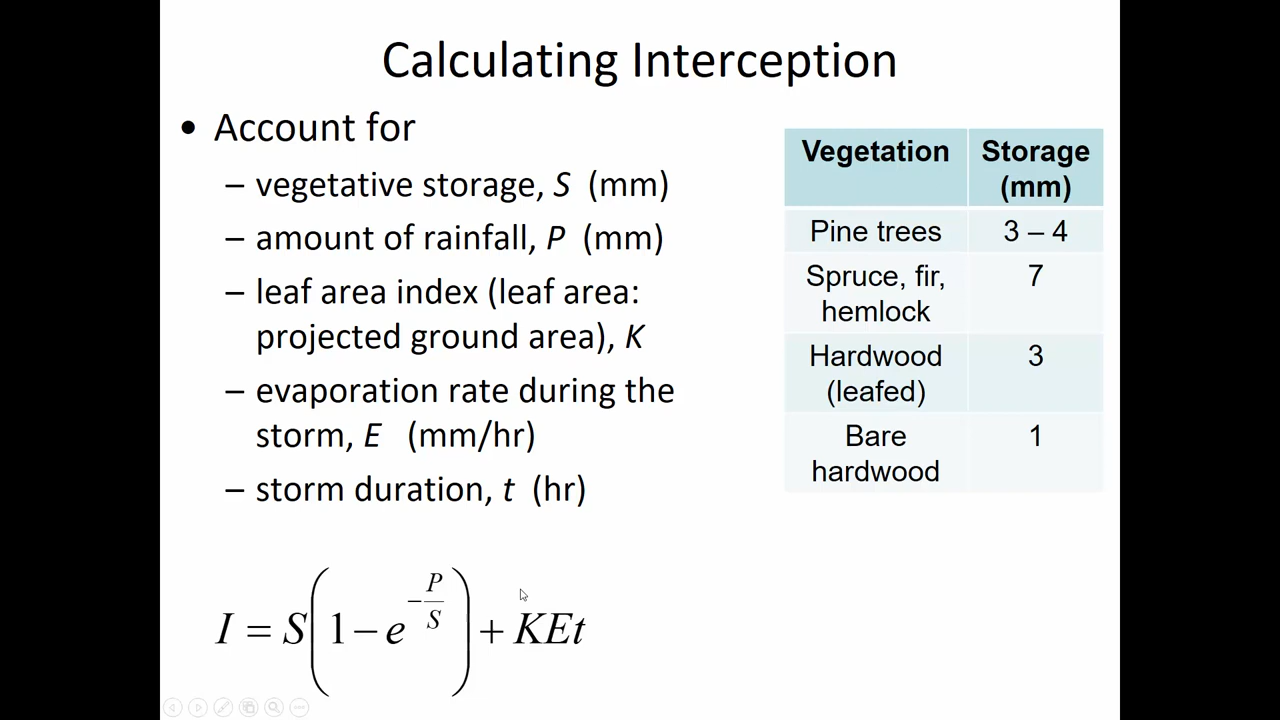 Calculating Interception
• Account for
– vegetative storage, S (mm)
– amount of rainfall, P (mm)
– leaf area index (leaf area:
projected ground area), K
– evaporation rate during the
storm, E (mm/hr)
– storm duration, t (hr)
I = S(1 − e^{−P/S}) + KEt
Vegetation Storage
(mm)
Pine trees 3 – 4
Spruce, fir, 7
hemlock
Hardwood 3
(leafed)
Bare 1
hardwood